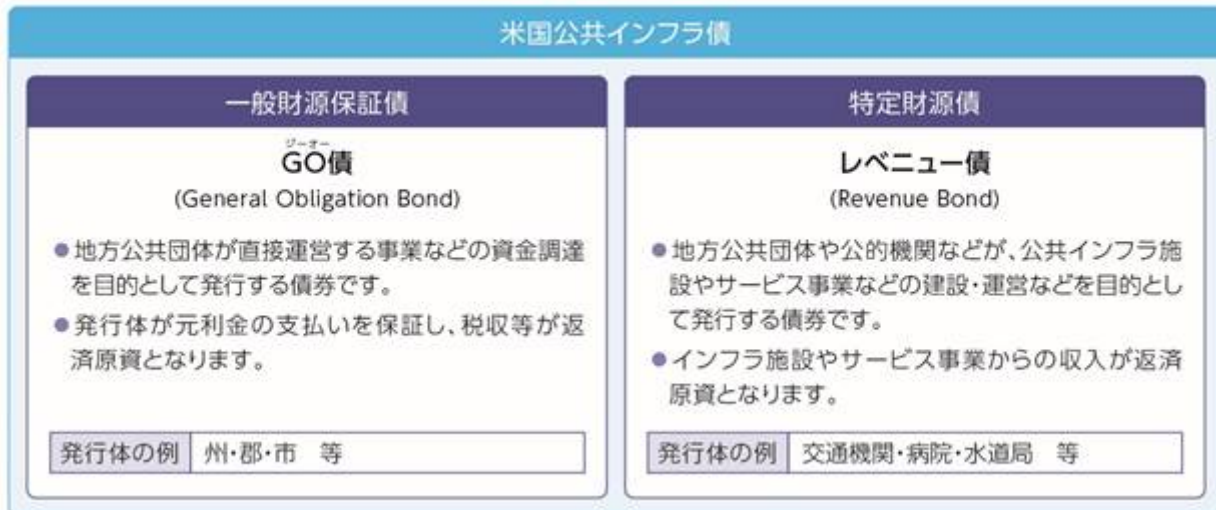 米国公共インフラ債
一般財源保証債
ジーオー
GO債
(General Obligation Bond)
●地方公共団体が直接運営する事業などの資金調達
を目的として発行する債券です。
●発行体が元利金の支払いを保証し、税収等が返
済原資となります。
発行体の例 州・郡・市 等
特定財源債
レベニュー債
(Revenue Bond)
●地方公共団体や公的機関などが、公共インフラ施
設やサービス事業などの建設・運営などを目的とし
て発行する債券です。
●インフラ施設やサービス事業からの収入が返済
原資となります。
発行体の例 交通機関・病院・水道局 等